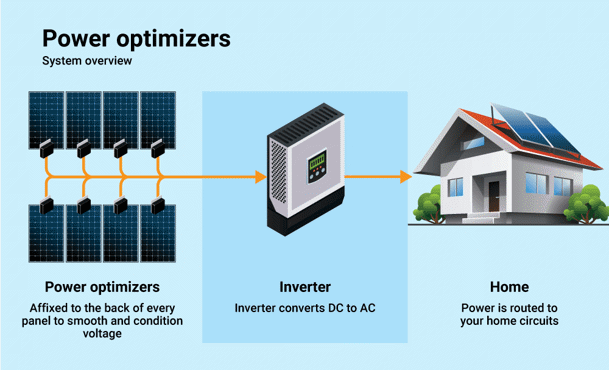 Power optimizers
System overview
Power optimizers
Affixed to the back of every
panel to smooth and condition
voltage
Inverter
Inverter converts DC to AC
Home
Power is routed to
your home circuits